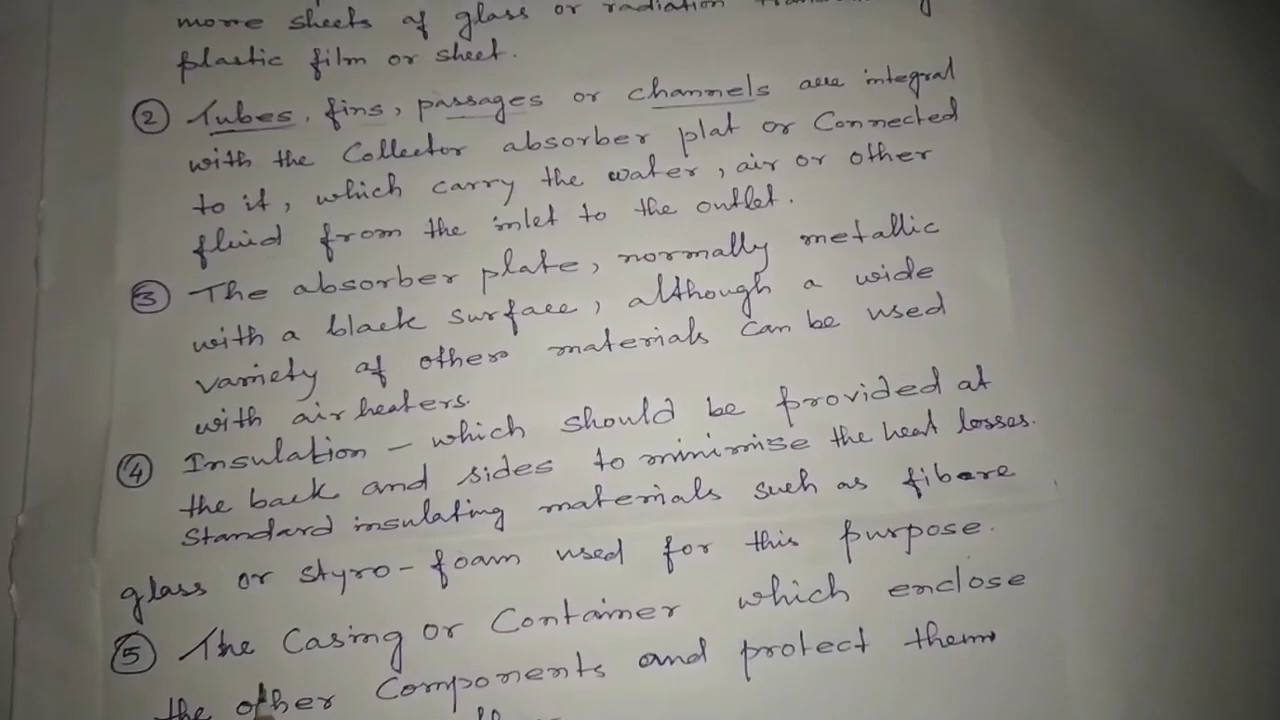 more sheets of glass or radiation
plastic film or sheet.
② Tubes, fins, passages or channels are integral
with the Collector absorber plat or Connected
to it, which carry the water, air or other
fluid from the inlet to the outlet.
③ The absorber plate, normally metallic
with a black surface, although a wide
variety of other materials can be used
with air heaters.
④ Insulation - which should be provided at
the back and sides to minimise the heat losses.
Standard insulating materials such as fibere
glass or styro-foam used for this purpose.
⑤ The Casing or Container which enclose
the other Components and protect them